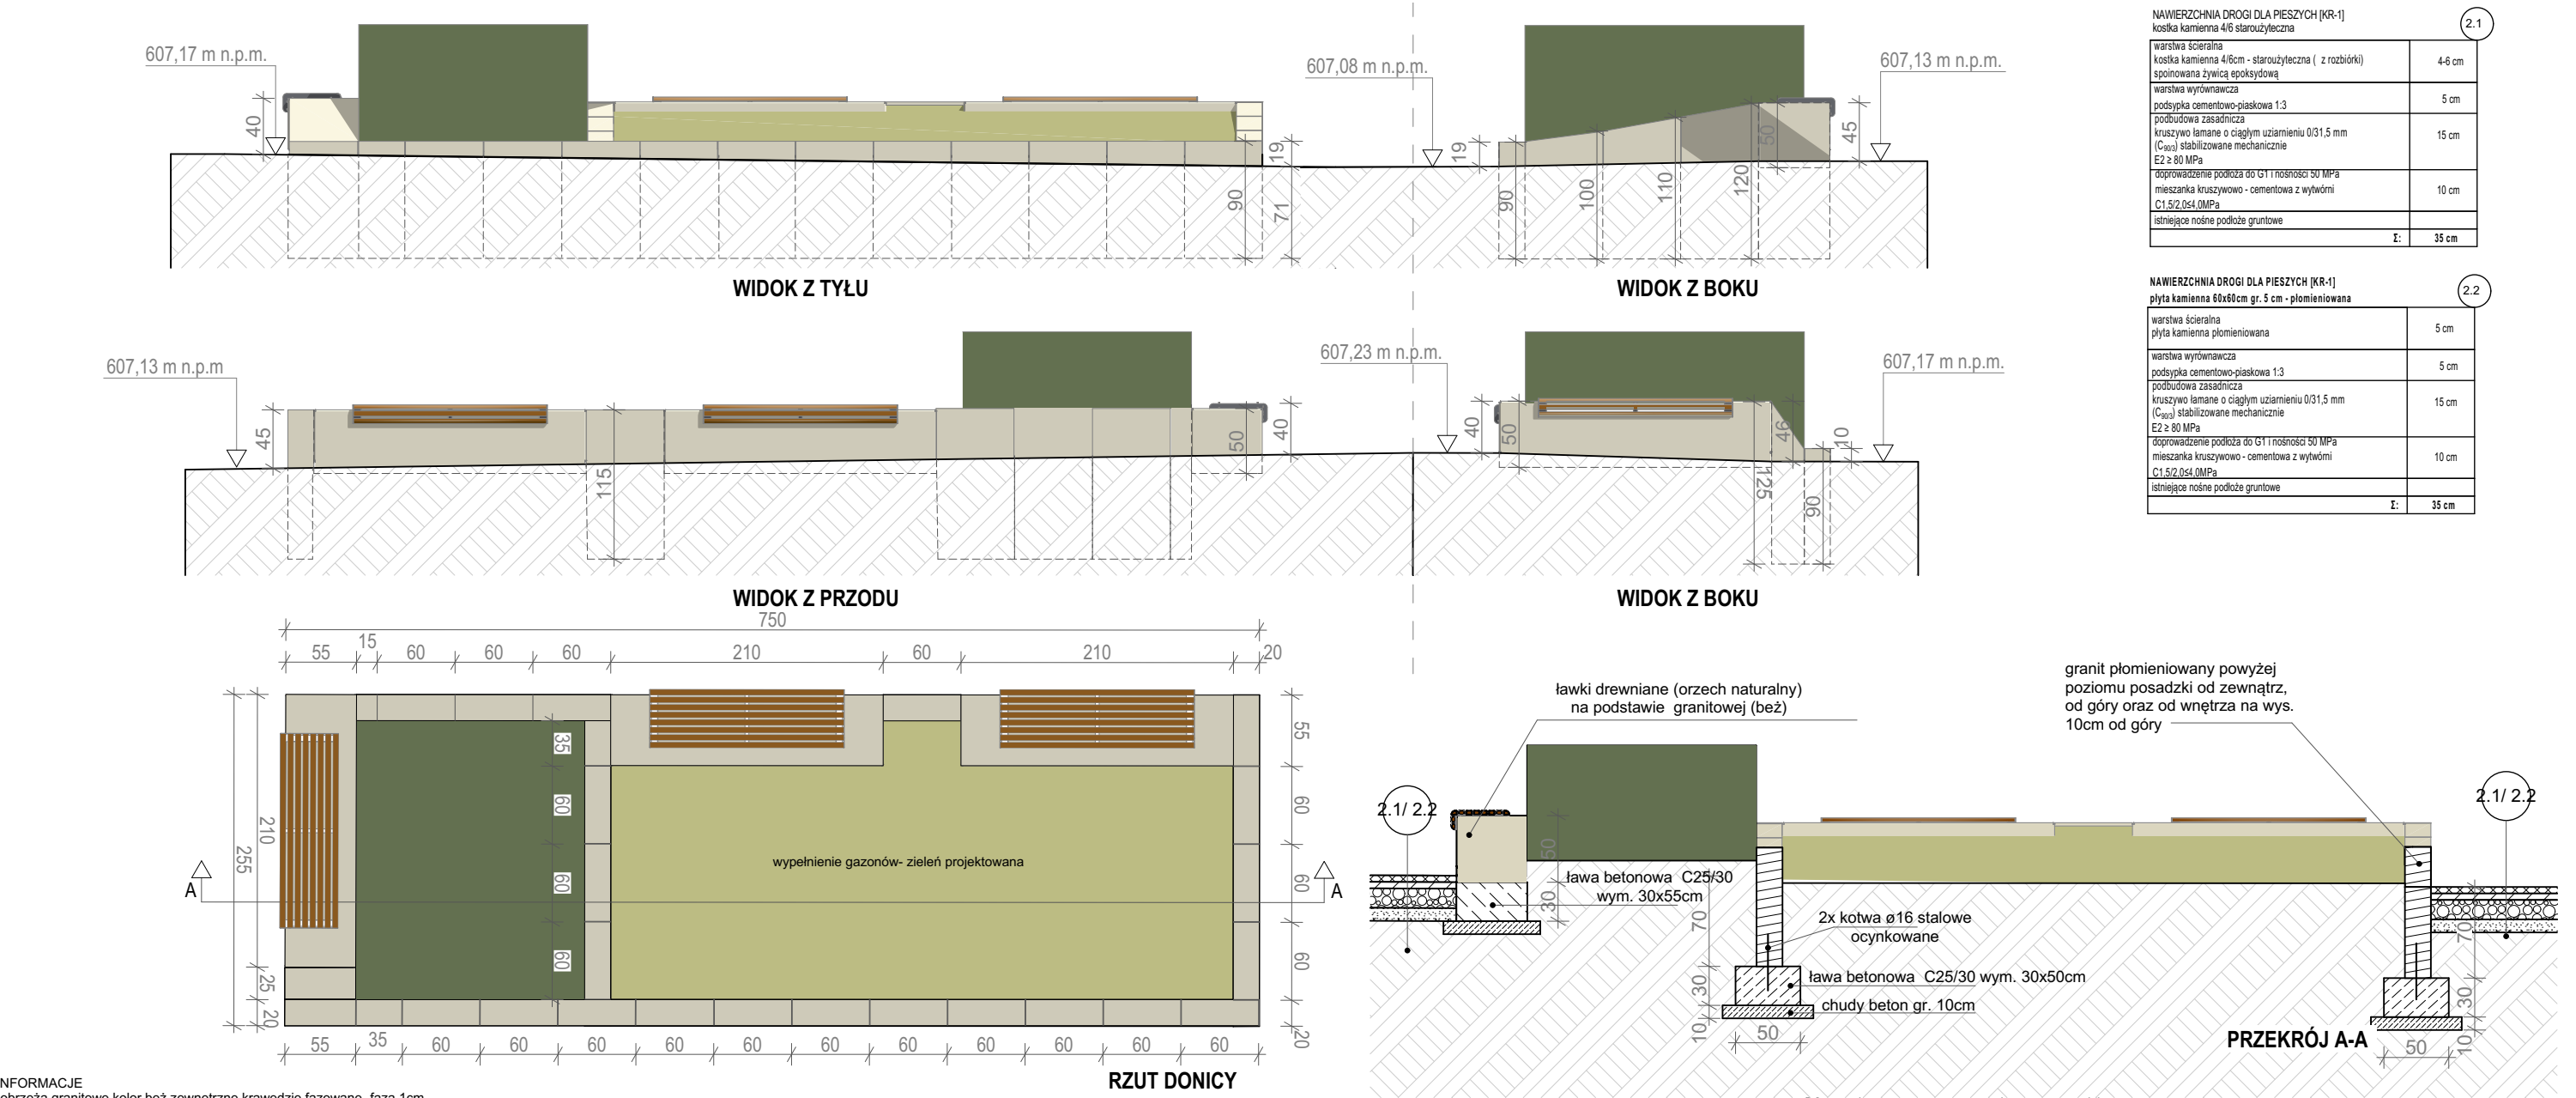 607,17 m n.p.m.
40
19
90
71
WIDOK Z TYŁU
607,08 m n.p.m.
607,13 m n.p.m.
19
90
100
110
120
50
45
WIDOK Z BOKU
NAWIERZCHNIA DROGI DLA PIESZYCH [KR-1]
kostka kamienna 4/6 staroużyteczna
2.1
warstwa ścieralna
kostka kamienna 4/6cm - staroużyteczna ( z rozbiórki)
spoinowana żywicą epoksydową
4-6 cm
warstwa wyrównawcza
podsypka cementowo-piaskowa 1:3
5 cm
podbudowa zasadnicza
kruszywo łamane o ciągłym uziarnieniu 0/31,5 mm
(C90/3) stabilizowane mechanicznie
E2 ≥ 80 MPa
15 cm
doprowadzenie podłoża do G1 i nośności 50 MPa
mieszanka kruszywowo - cementowa z wytwórni
C1,5/2,0≤4,0MPa
10 cm
istniejące nośne podłoże gruntowe
Σ: 35 cm
NAWIERZCHNIA DROGI DLA PIESZYCH [KR-1]
płyta kamienna 60x60cm gr. 5 cm - płomieniowana
2.2
warstwa ścieralna
płyta kamienna płomieniowana
5 cm
warstwa wyrównawcza
podsypka cementowo-piaskowa 1:3
5 cm
podbudowa zasadnicza
kruszywo łamane o ciągłym uziarnieniu 0/31,5 mm
(C90/3) stabilizowane mechanicznie
E2 ≥ 80 MPa
15 cm
doprowadzenie podłoża do G1 i nośności 50 MPa
mieszanka kruszywowo - cementowa z wytwórni
C1,5/2,0≤4,0MPa
10 cm
istniejące nośne podłoże gruntowe
Σ: 35 cm
607,13 m n.p.m
45
115
50
40
WIDOK Z PRZODU
607,23 m n.p.m.
607,17 m n.p.m.
40
50
46
10
125
90
WIDOK Z BOKU
750
55 15 60 60 60 210 60 210 20
35
60
60
60
55
60
60
60
20
210
255
25
20
A
A
wypełnienie gazonów- zieleń projektowana
55 35 60 60 60 60 60 60 60 60 60 60 60
RZUT DONICY
ławki drewniane (orzech naturalny)
na podstawie granitowej (beż)
granit płomieniowany powyżej
poziomu posadzki od zewnątrz,
od góry oraz od wnętrza na wys.
10cm od góry
2.1/ 2.2
2.1/ 2.2
50
30
ława betonowa C25/30
wym. 30x55cm
70
30
10
50
2x kotwa ø16 stalowe
ocynkowane
ława betonowa C25/30 wym. 30x50cm
chudy beton gr. 10cm
70
30
10
50
PRZEKRÓJ A-A
NFORMACJE
obrzeża granitowe kolor beż zewnętrzne krawędzie fazowane faza 1cm